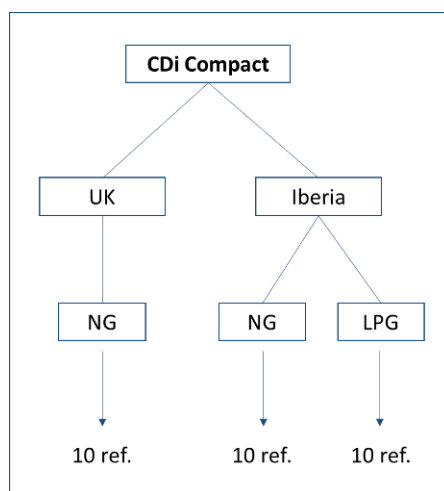 CDi Compact
UK
Iberia
NG
NG
LPG
10 ref.
10 ref.
10 ref.